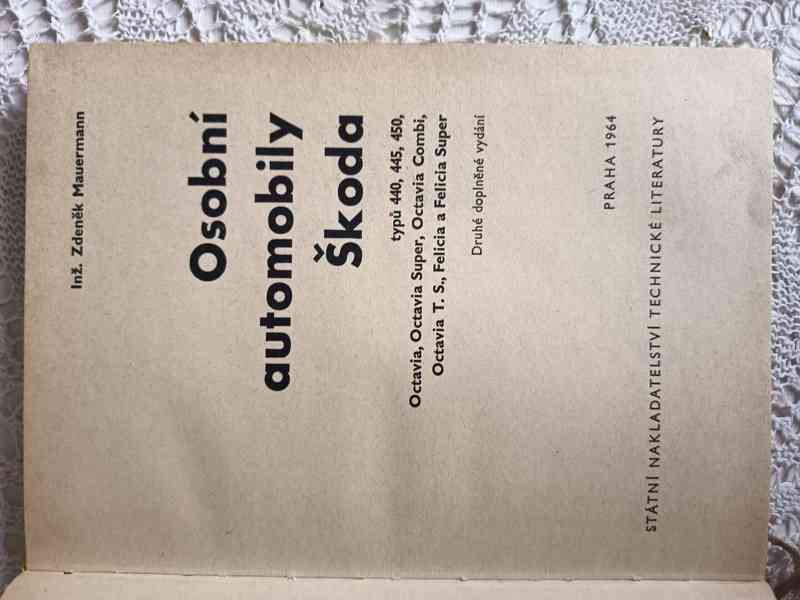 Inž. Zdeněk Mauermann
Osobní
automobily
Škoda
typů 440, 445, 450,
Octavia, Octavia Super, Octavia Combi,
Octavia T. S., Felicia a Felicia Super
Druhé doplněné vydání
PRAHA 1964
STÁTNÍ NAKLADATELSTVÍ TECHNICKÉ LITERATURY